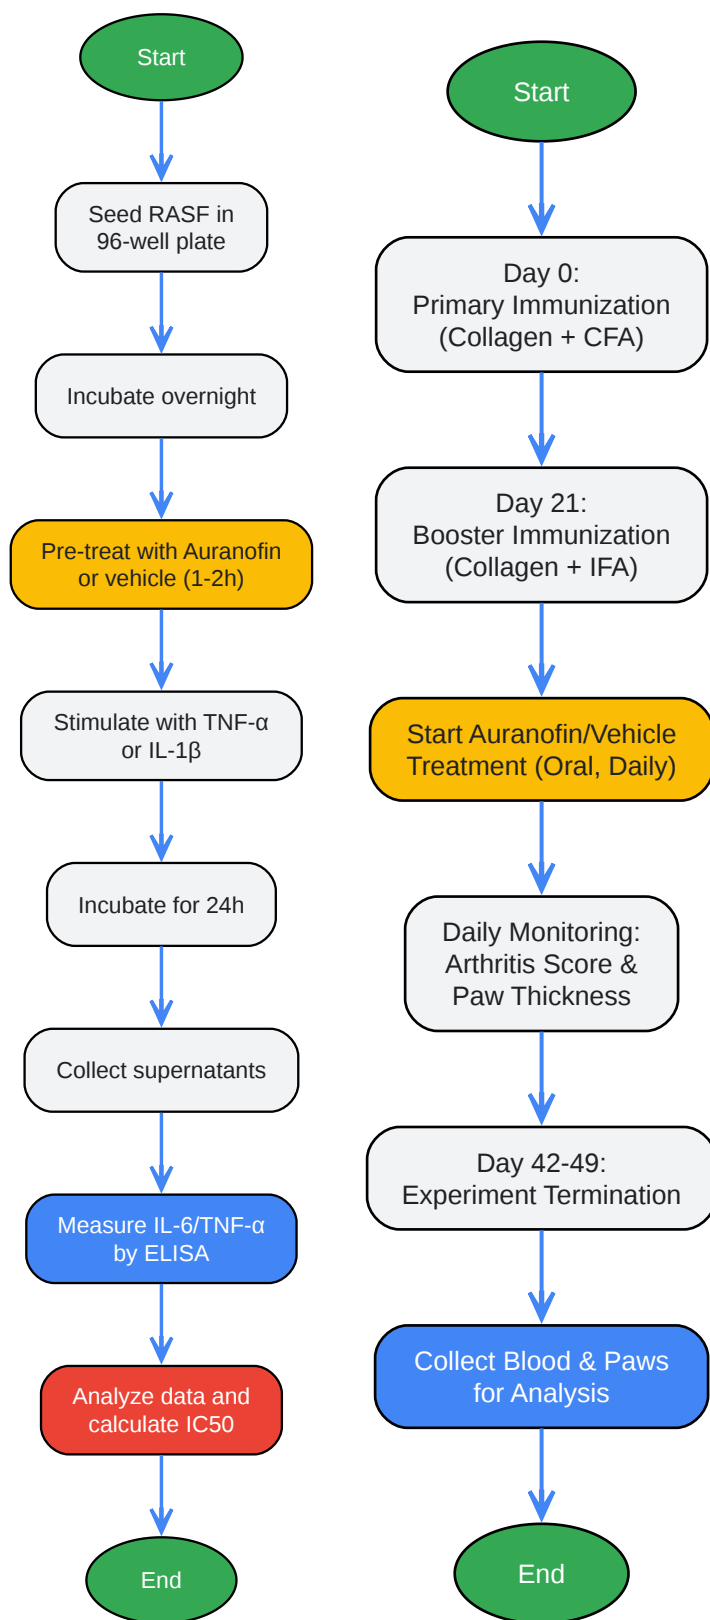 Start
Seed RASF in
96-well plate
Incubate overnight
Pre-treat with Auranofin
or vehicle (1-2h)
Stimulate with TNF-α
or IL-1β
Incubate for 24h
Collect supernatants
Measure IL-6/TNF-α
by ELISA
Analyze data and
calculate IC50
End
Start
Day 0:
Primary Immunization
(Collagen + CFA)
Day 21:
Booster Immunization
(Collagen + IFA)
Start Auranofin/Vehicle
Treatment (Oral, Daily)
Daily Monitoring:
Arthritis Score &
Paw Thickness
Day 42-49:
Experiment Termination
Collect Blood & Paws
for Analysis
End